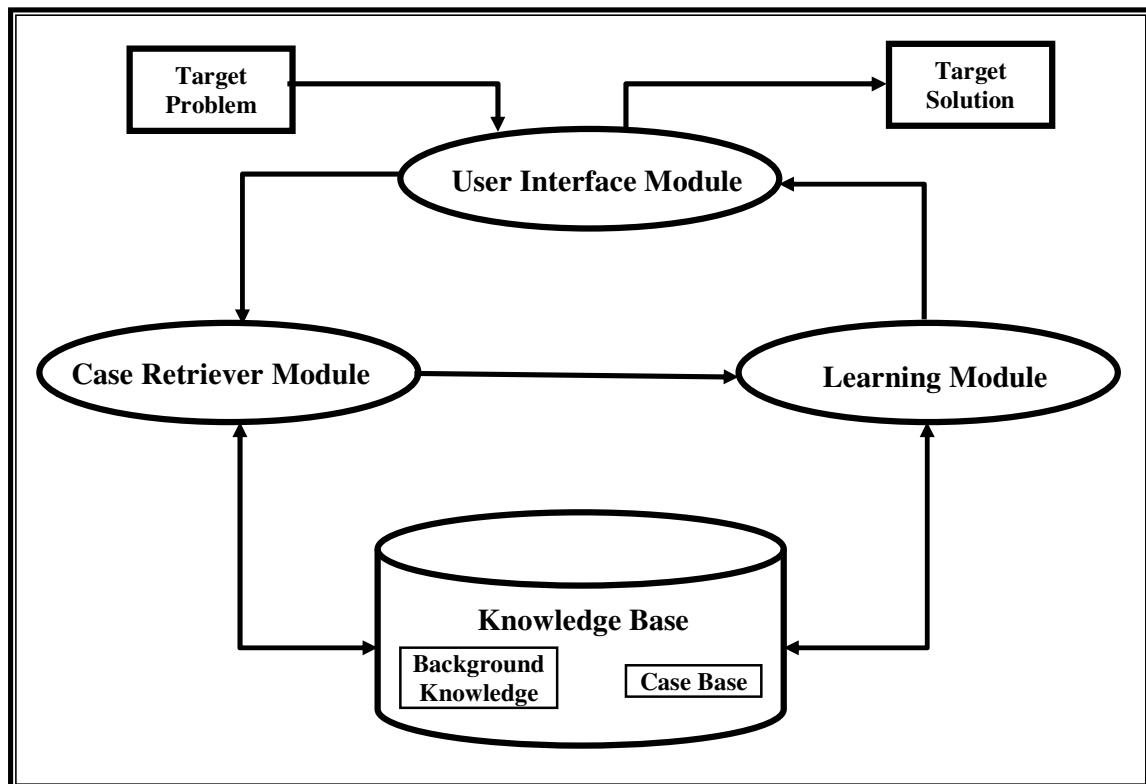 Target
Problem
Target
Solution
User Interface Module
Case Retriever Module
Learning Module
Knowledge Base
Background
Knowledge
Case Base